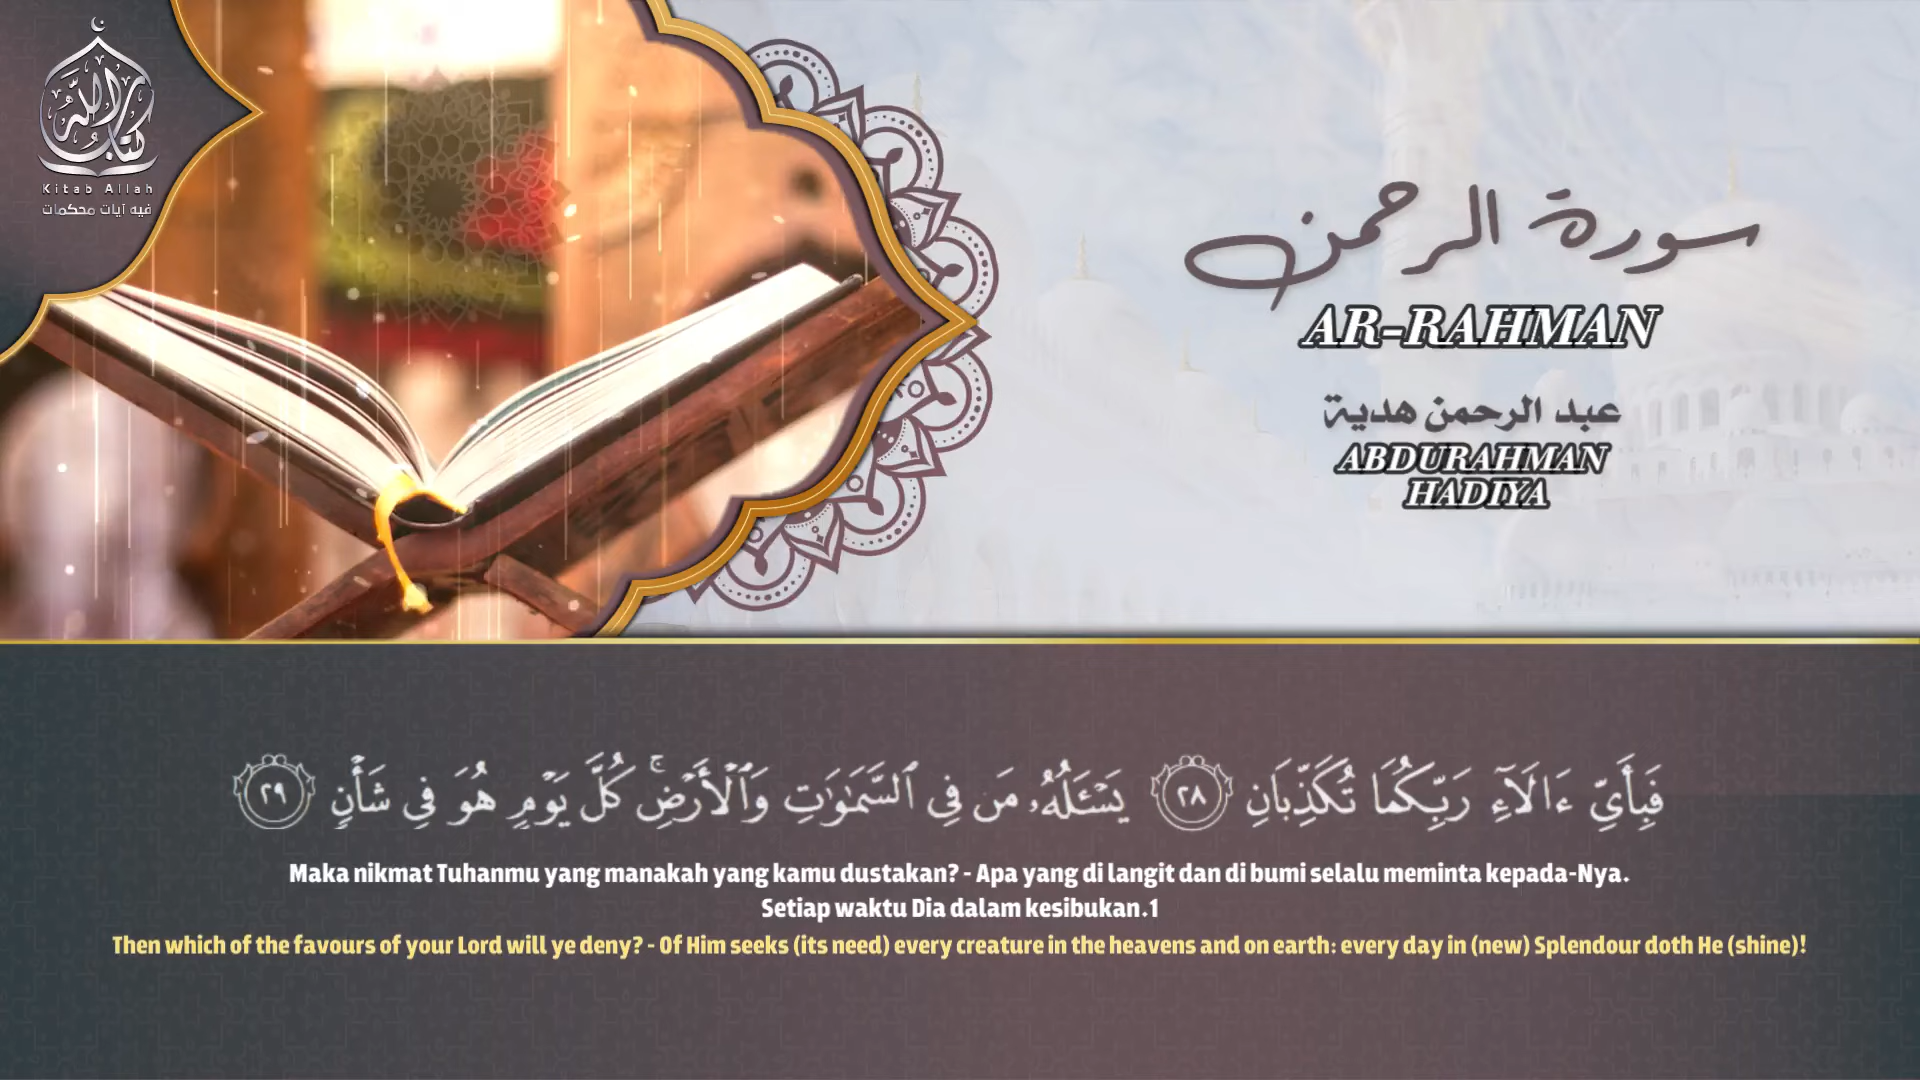 كتاب الله
Kitab Allah
فيه آيات محكمات
سورة الرحمن
AR-RAHMAN
عبد الرحمن هدية
ABDURAHMAN
HADIYA
فَبِأَيِّ ءَالَآءِ رَبِّكُمَا تُكَذِّبَانِ ٢٨ يَسْـَٔلُهُۥ مَن فِى ٱلسَّمَـٰوَٰتِ وَٱلْأَرْضِ ۚ كُلَّ يَوْمٍ هُوَ فِى شَأْنٍ ٢٩
Maka nikmat Tuhanmu yang manakah yang kamu dustakan? - Apa yang di langit dan di bumi selalu meminta kepada-Nya.
Setiap waktu Dia dalam kesibukan.1
Then which of the favours of your Lord will ye deny? - Of Him seeks (its need) every creature in the heavens and on earth: every day in (new) Splendour doth He (shine)!